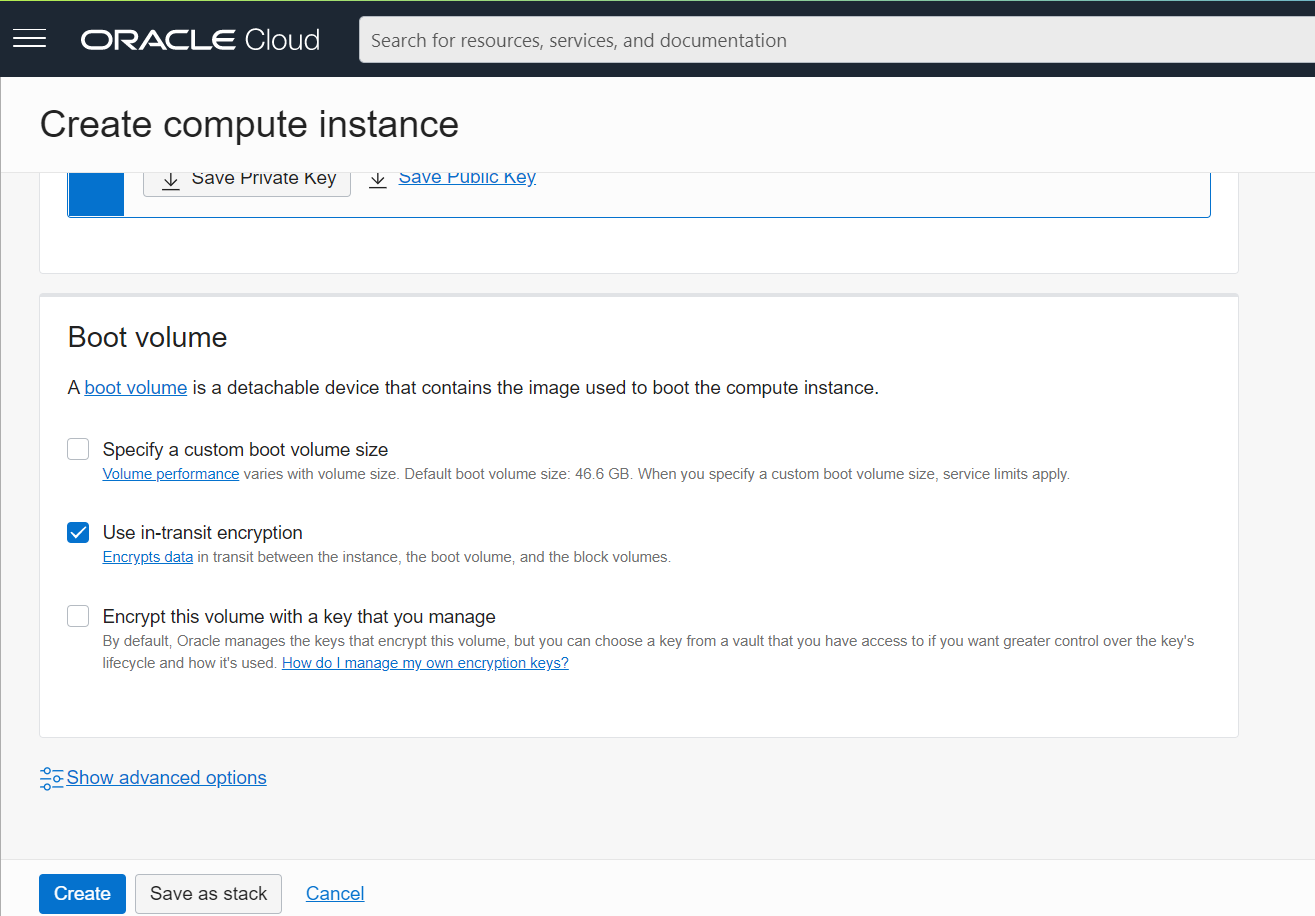 ORACLE Cloud
Search for resources, services, and documentation
Create compute instance
Save Private Key
Save Public Key
Boot volume
A boot volume is a detachable device that contains the image used to boot the compute instance.
Specify a custom boot volume size
Volume performance varies with volume size. Default boot volume size: 46.6 GB. When you specify a custom boot volume size, service limits apply.
Use in-transit encryption
Encrypts data in transit between the instance, the boot volume, and the block volumes.
Encrypt this volume with a key that you manage
By default, Oracle manages the keys that encrypt this volume, but you can choose a key from a vault that you have access to if you want greater control over the key's
lifecycle and how it's used. How do I manage my own encryption keys?
Show advanced options
Create
Save as stack
Cancel